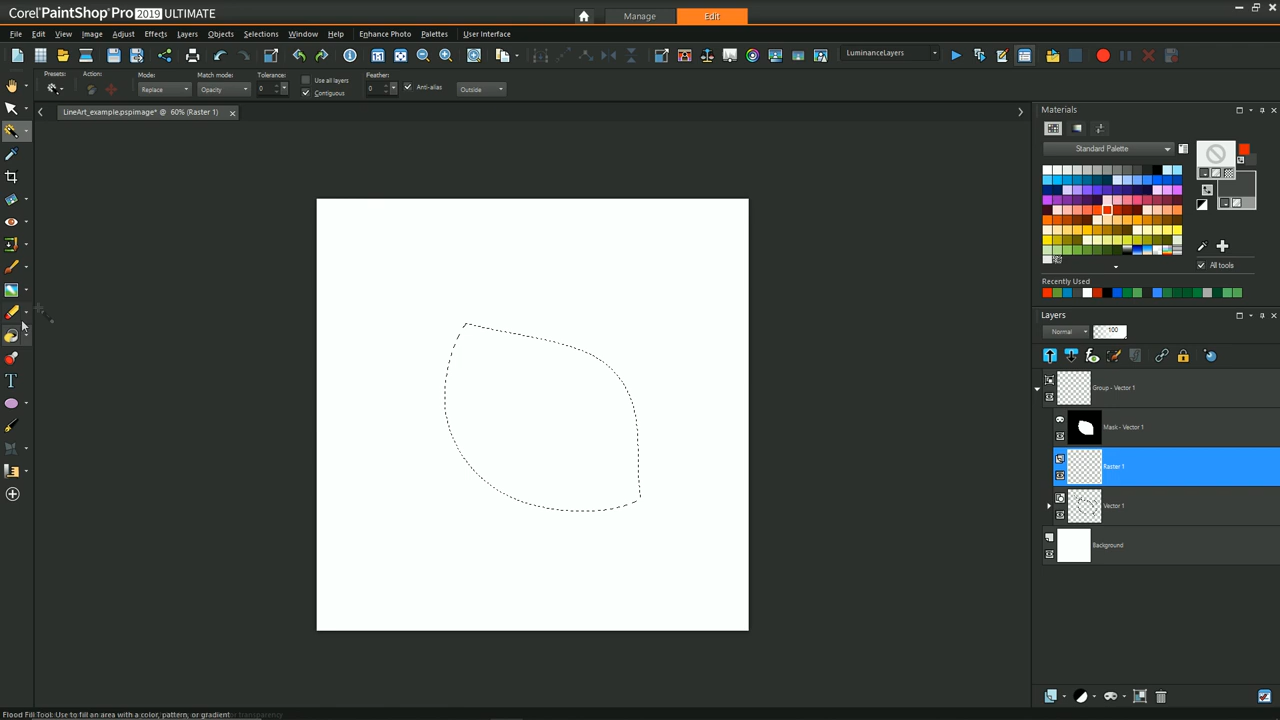 Corel PaintShop Pro 2019 ULTIMATE
Manage Edit
File Edit View Image Adjust Effects Layers Objects Selections Window Help Enhance Photo Palettes User Interface
LuminanceLayers
Presets: Action: Mode: Match mode: Tolerance: Use all layers Feather:
Replace Opacity 0 Contiguous 0 Anti-alias Outside
LineArt_example.pspimage* @ 60% (Raster 1)
Materials
Standard Palette
All tools
Recently Used
Layers
Normal 100
Group - Vector 1
Mask - Vector 1
Raster 1
Vector 1
Background
Flood Fill Tool: Use to fill an area with a color, pattern, or gradient